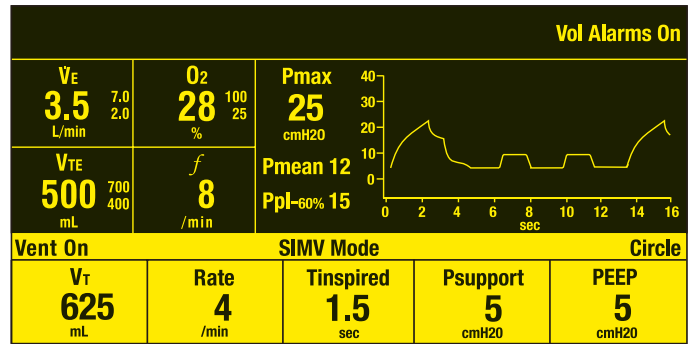 Vol Alarms On
V̇E
3.5
7.0
2.0
L/min
O2
28
100
25
%
Pmax
25
cmH2O
VTE
500
700
400
mL
f
8
/min
Pmean 12
Ppl-60% 15
40
30
20
10
0
0 2 4 6 8 10 12 14 16
sec
Vent On SIMV Mode Circle
VT
625
mL
Rate
4
/min
Tinspired
1.5
sec
Psupport
5
cmH2O
PEEP
5
cmH2O